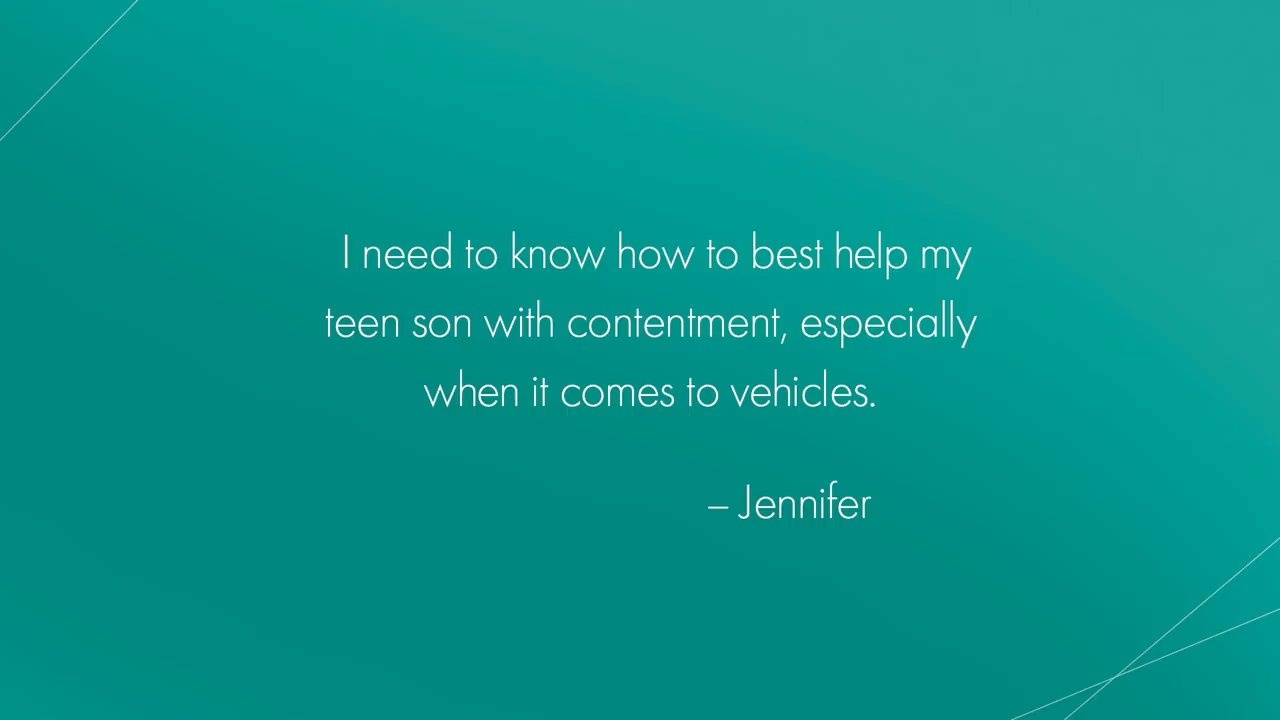 I need to know how to best help my
teen son with contentment, especially
when it comes to vehicles.
– Jennifer